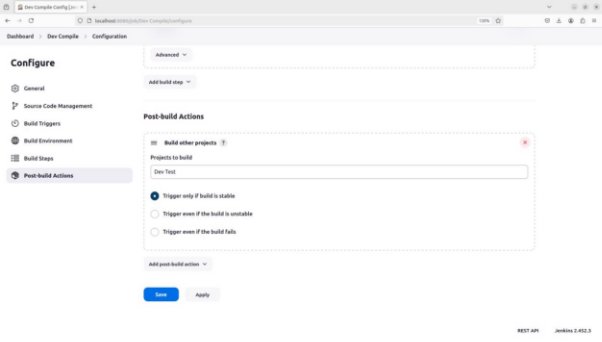 Dev Compile Config [Jen
localhost:8080/job/Dev Compile/configure
120%
Dashboard > Dev Compile > Configuration
Configure
General
Source Code Management
Build Triggers
Build Environment
Build Steps
Post-build Actions
Advanced
Add build step
Post-build Actions
Build other projects ?
Projects to build
Dev Test
Trigger only if build is stable
Trigger even if the build is unstable
Trigger even if the build fails
Add post-build action
Save
Apply
REST API
Jenkins 2.452.3